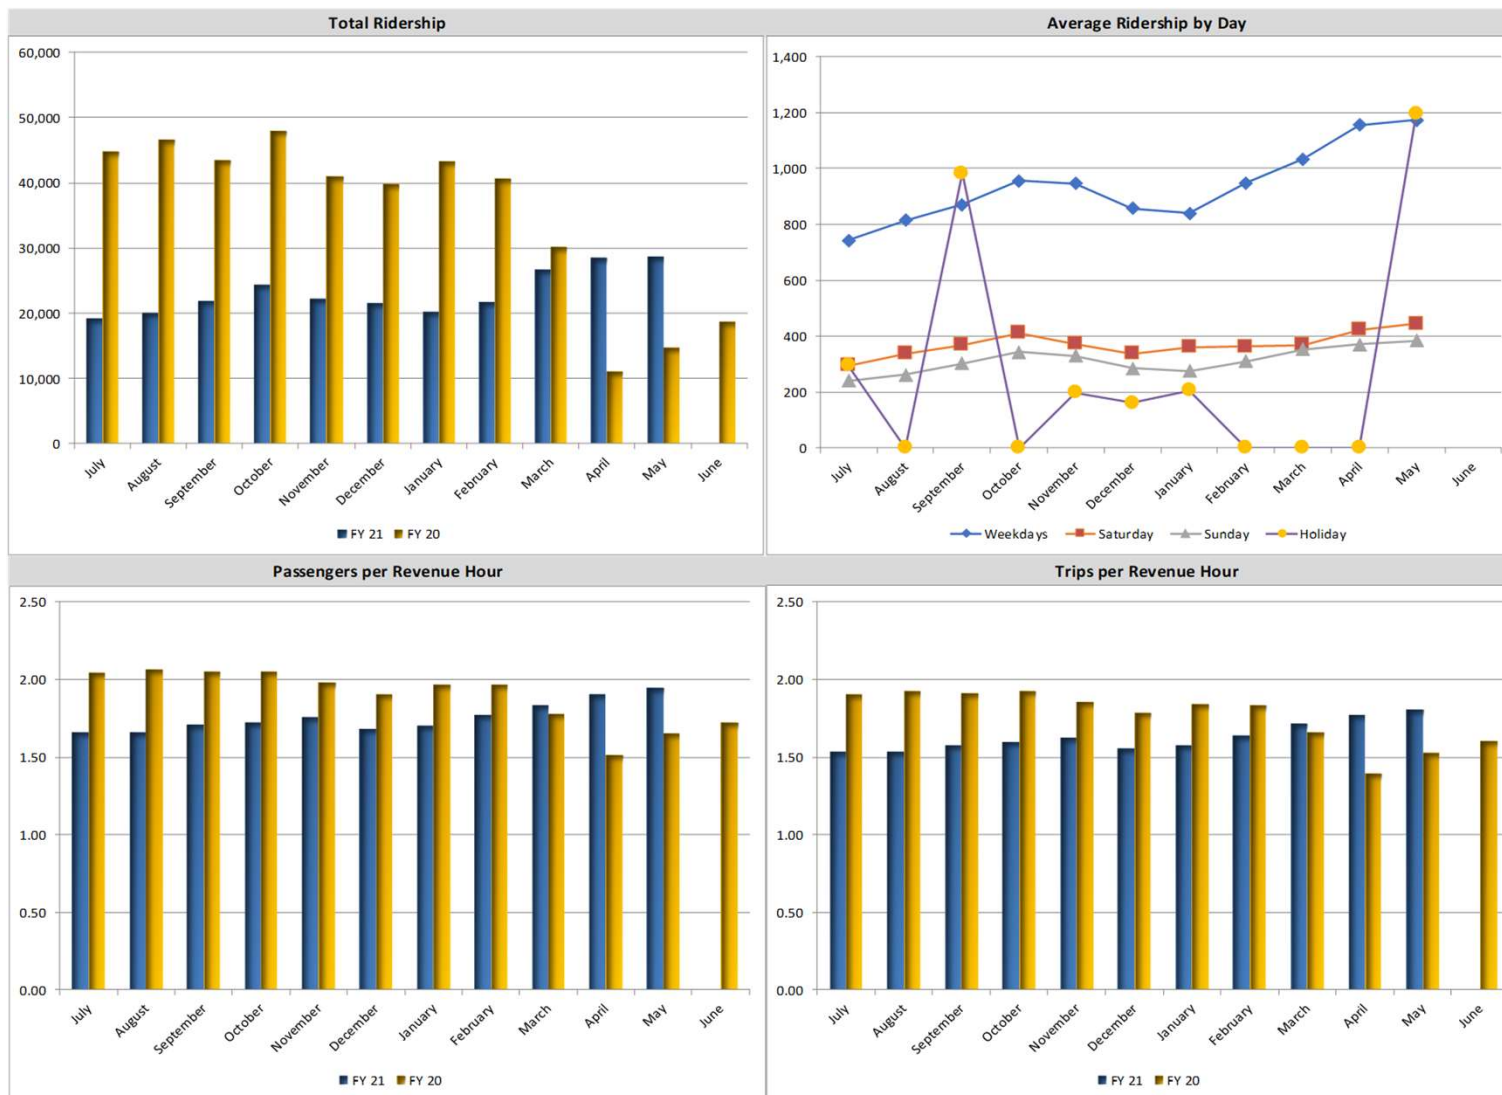 Total Ridership
60,000
50,000
40,000
30,000
20,000
10,000
0
July
August
September
October
November
December
January
February
March
April
May
June
FY 21
FY 20
Average Ridership by Day
1,400
1,200
1,000
800
600
400
200
0
July
August
September
October
November
December
January
February
March
April
May
June
Weekdays
Saturday
Sunday
Holiday
Passengers per Revenue Hour
2.50
2.00
1.50
1.00
0.50
0.00
July
August
September
October
November
December
January
February
March
April
May
June
FY 21
FY 20
Trips per Revenue Hour
2.50
2.00
1.50
1.00
0.50
0.00
July
August
September
October
November
December
January
February
March
April
May
June
FY 21
FY 20